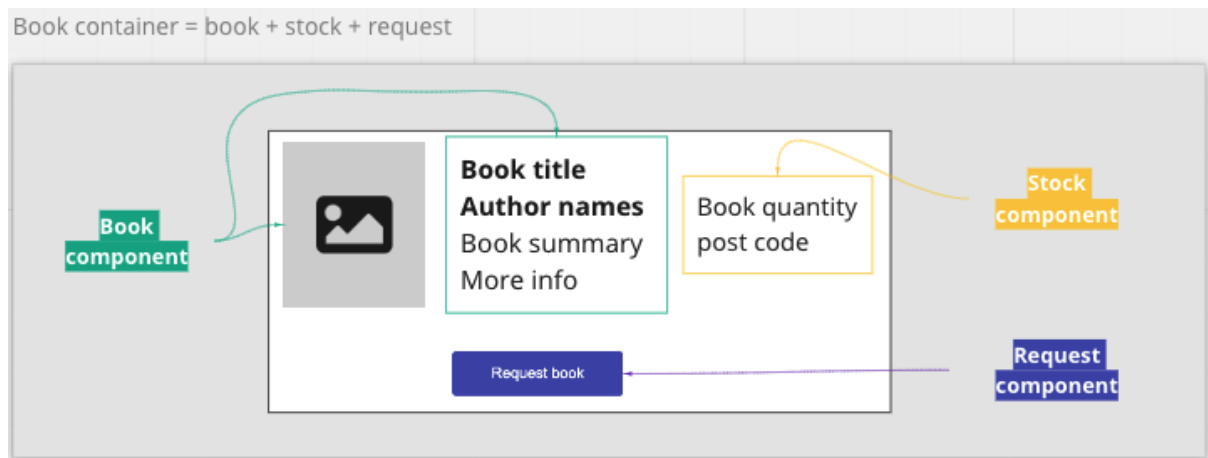 Book container = book + stock + request
Book
component
Book title
Author names
Book summary
More info
Book quantity
post code
Stock
component
Request book
Request
component